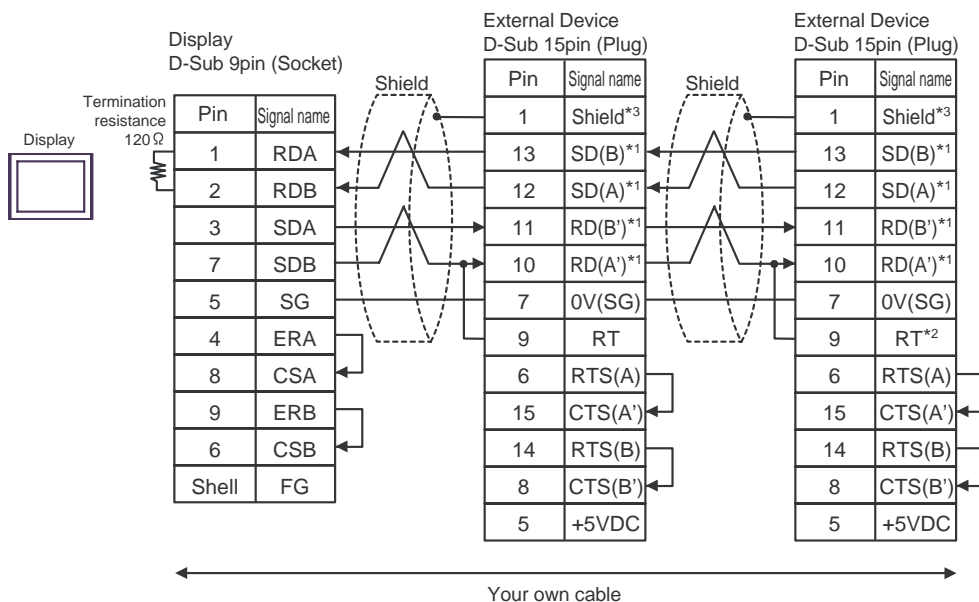 Display
D-Sub 9pin (Socket)
External Device
D-Sub 15pin (Plug)
External Device
D-Sub 15pin (Plug)
Termination
resistance
120Ω
Display
Pin Signal name
1 RDA
2 RDB
3 SDA
7 SDB
5 SG
4 ERA
8 CSA
9 ERB
6 CSB
Shell FG
Shield
Pin Signal name
1 Shield*3
13 SD(B)*1
12 SD(A)*1
11 RD(B')*1
10 RD(A')*1
7 0V(SG)
9 RT
6 RTS(A)
15 CTS(A')
14 RTS(B)
8 CTS(B')
5 +5VDC
Shield
Pin Signal name
1 Shield*3
13 SD(B)*1
12 SD(A)*1
11 RD(B')*1
10 RD(A')*1
7 0V(SG)
9 RT*2
6 RTS(A)
15 CTS(A')
14 RTS(B)
8 CTS(B')
5 +5VDC
Your own cable